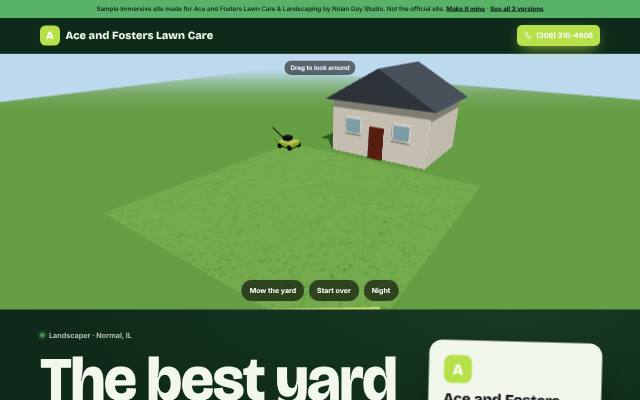 Sample Immersive site made for Ace and Fosters Lawn Care & Landscaping by Nolan Day Studio. Not the official site. Make it mine · See all 3 versions
A Ace and Fosters Lawn Care
(309) 310-4906
Drag to look around
Mow the yard Start over Night
Landscaper · Normal, IL
The best yard
A
Ace and Fosters